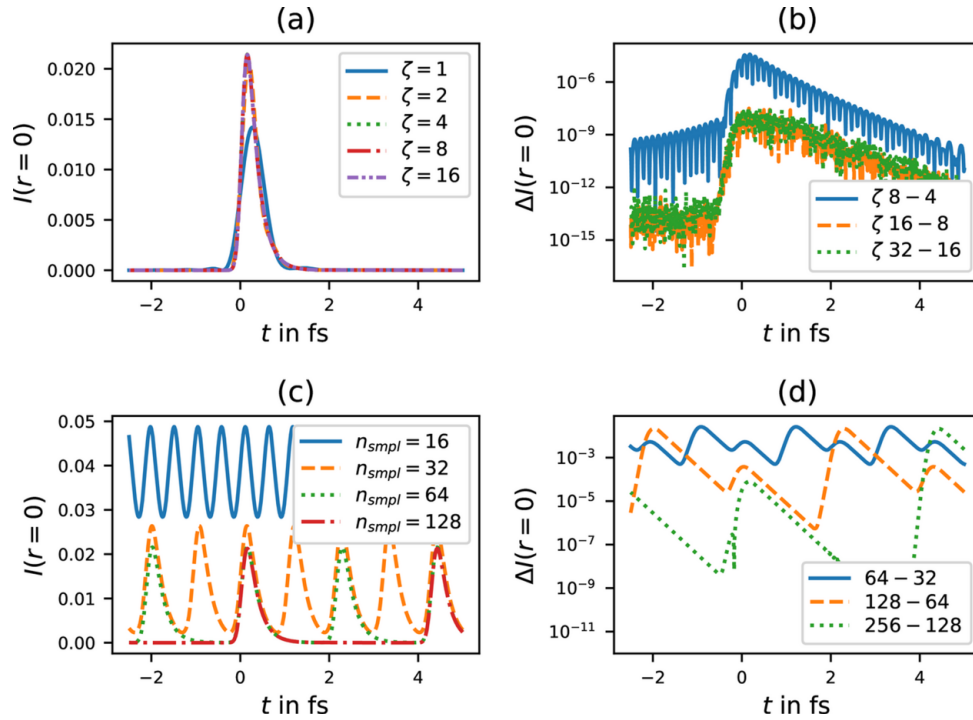 (a)
I(r = 0)
0.020
0.015
0.010
0.005
0.000
ζ = 1
ζ = 2
ζ = 4
ζ = 8
ζ = 16
−2 0 2 4
t in fs
(b)
ΔI(r = 0)
10⁻⁶
10⁻⁹
10⁻¹²
10⁻¹⁵
ζ 8 − 4
ζ 16 − 8
ζ 32 − 16
−2 0 2 4
t in fs
(c)
I(r = 0)
0.05
0.04
0.03
0.02
0.01
0.00
n_smpl = 16
n_smpl = 32
n_smpl = 64
n_smpl = 128
−2 0 2 4
t in fs
(d)
ΔI(r = 0)
10⁻³
10⁻⁵
10⁻⁷
10⁻⁹
10⁻¹¹
64 − 32
128 − 64
256 − 128
−2 0 2 4
t in fs